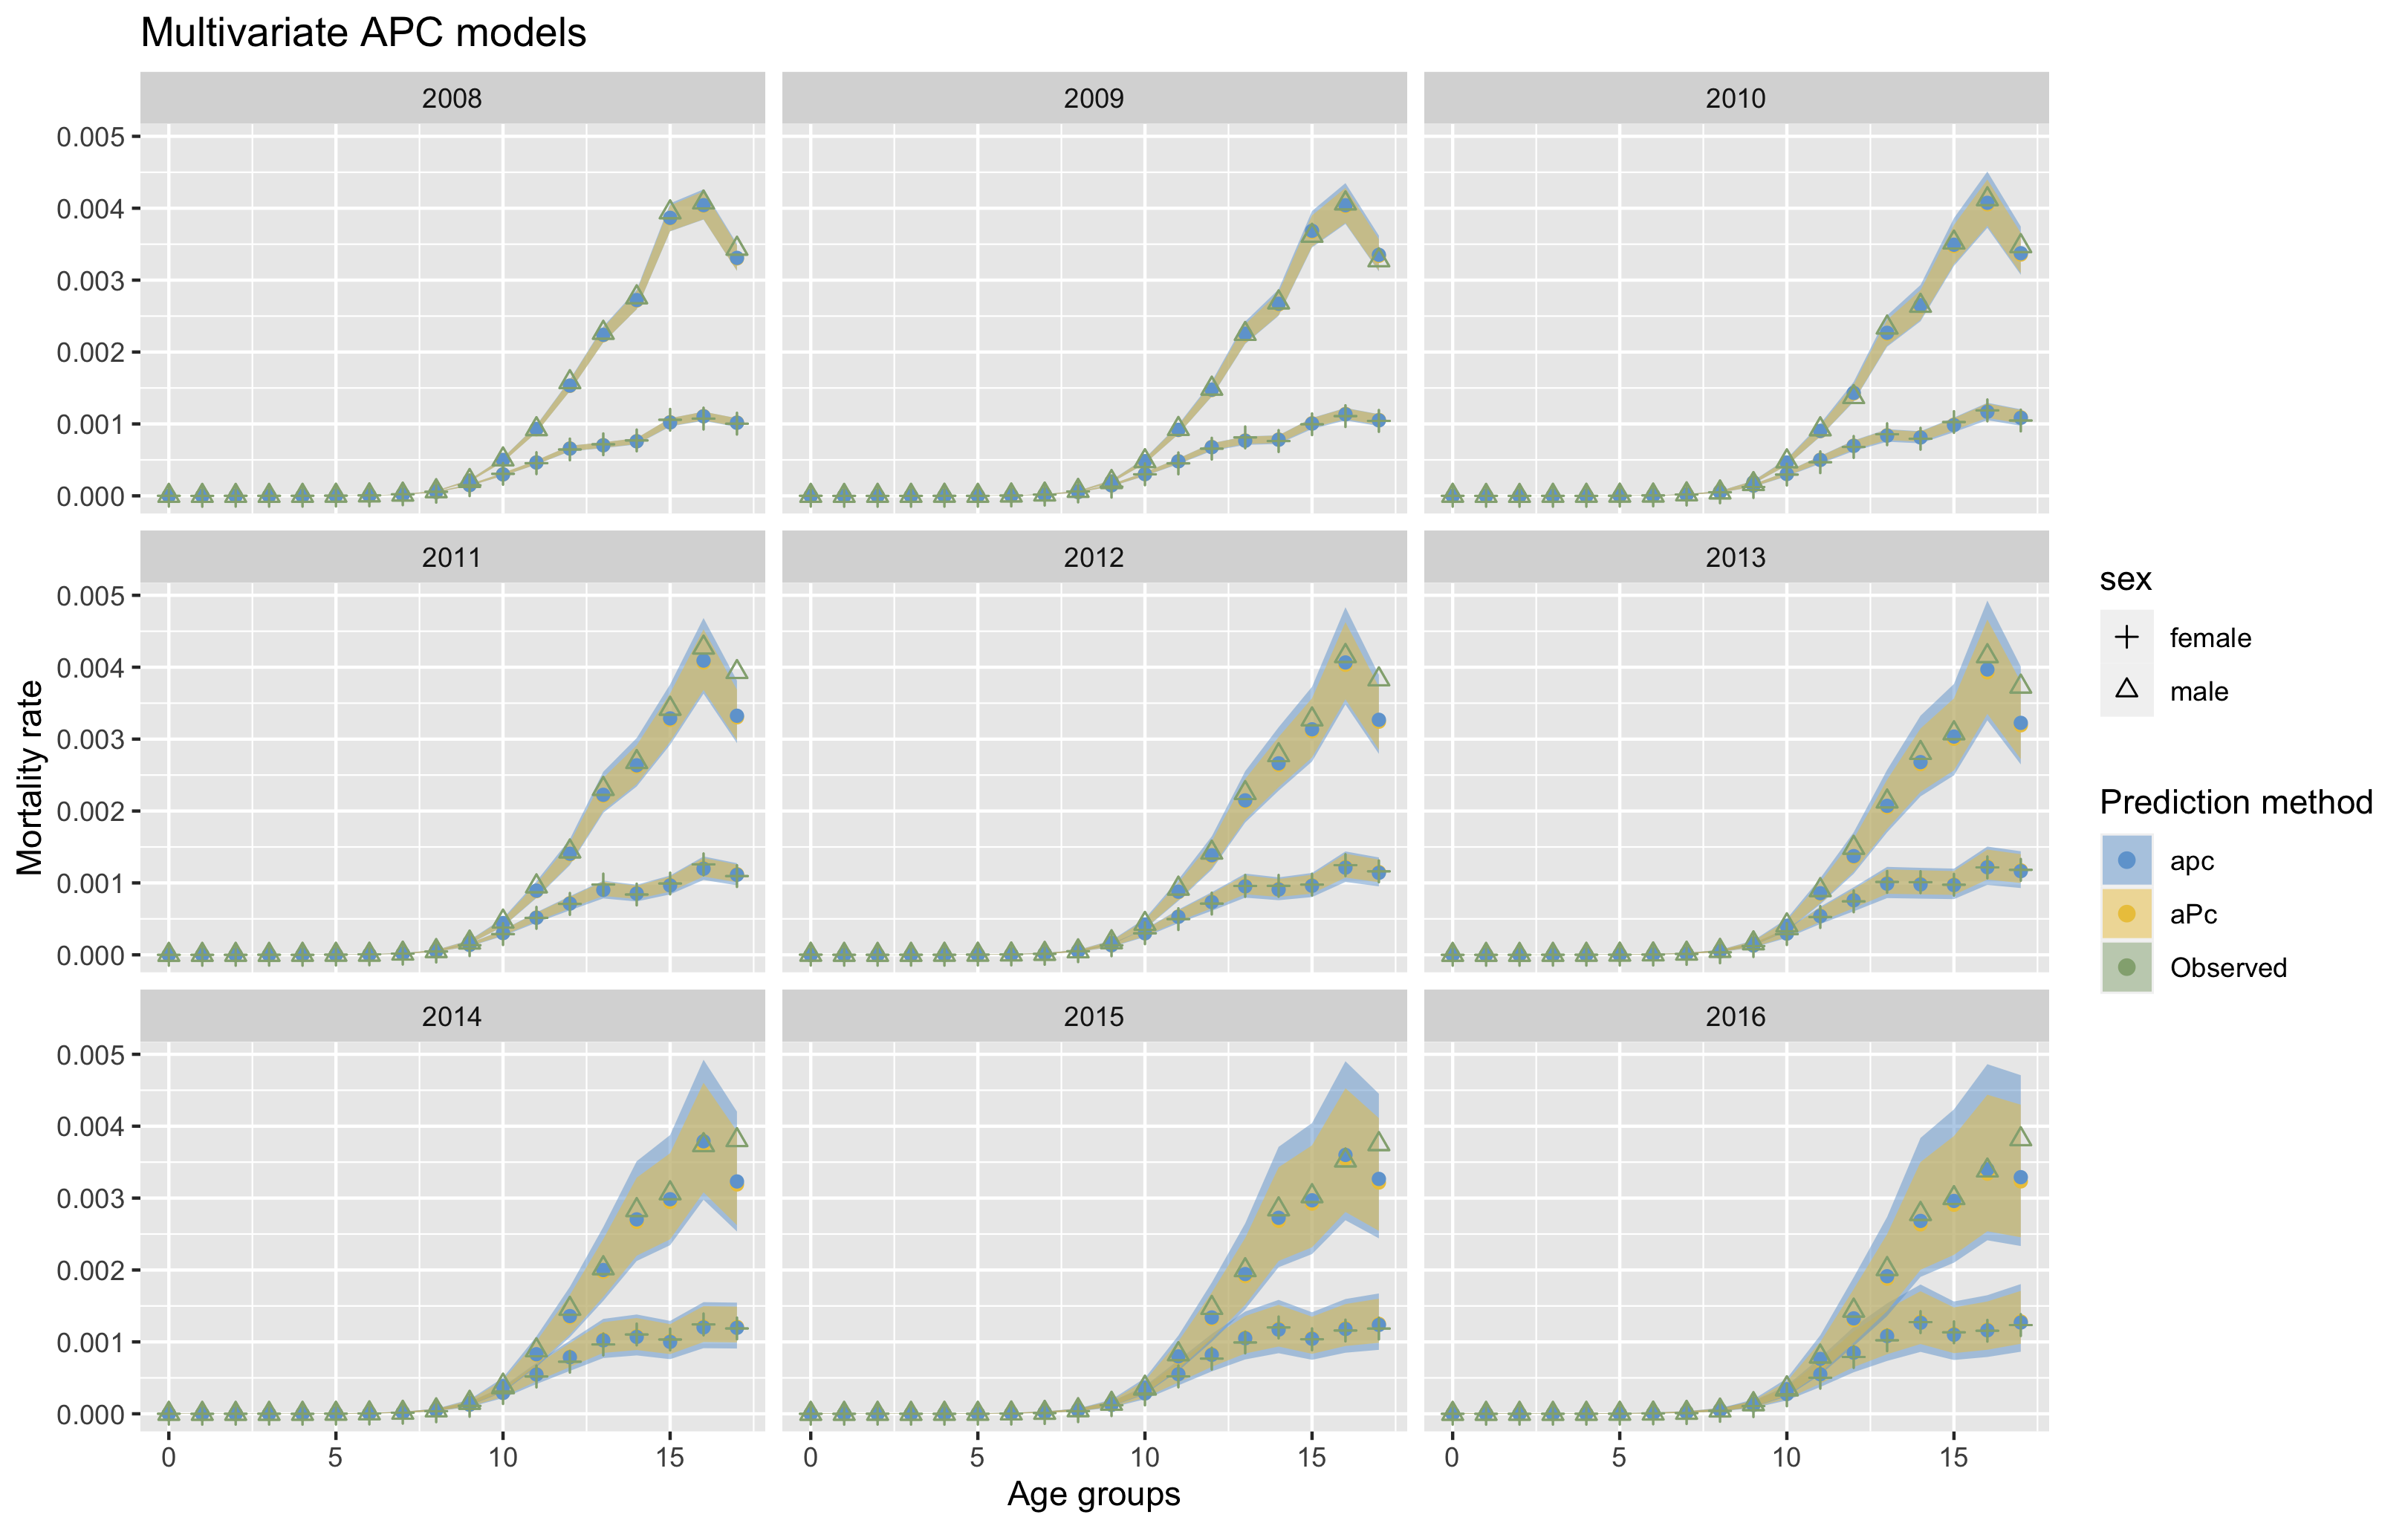 Multivariate APC models
2008
2009
2010
0.005
0.004
0.003
0.002
0.001
0.000
2011
2012
2013
0.005
0.004
0.003
0.002
0.001
0.000
2014
2015
2016
0.005
0.004
0.003
0.002
0.001
0.000
0 5 10 15
0 5 10 15
0 5 10 15
Age groups
Mortality rate
sex
female
male
Prediction method
apc
aPc
Observed